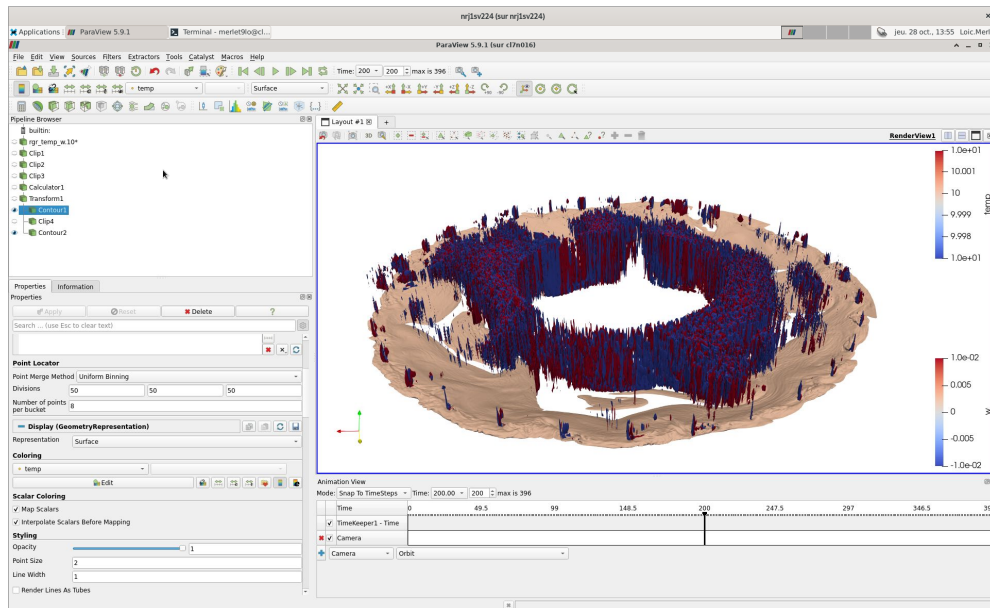 nrj1sv224 (sur nrj1sv224)
Applications : ParaView 5.9.1 Terminal - merlet9lo@cl... jeu. 28 oct., 13:55 Loic.Merl
ParaView 5.9.1 (sur cl7n016)
File Edit View Sources Filters Extractors Tools Catalyst Macros Help
Time: 200 200 max is 396
temp Surface
Pipeline Browser
Layout #1
builtin:
3D
RenderView1
rgr_temp_w.10*
Clip1
Clip2
Clip3
Calculator1
Transform1
Contour1
Clip4
Contour2
1.0e+01
10.001
10
9.999
9.998
1.0e+01
temp
Properties Information
Properties
Apply Reset Delete ?
Search ... (use Esc to clear text)
Point Locator
Point Merge Method Uniform Binning
Divisions 50 50 50
Number of points per bucket 8
Display (GeometryRepresentation)
Representation Surface
Coloring
temp
Edit
Scalar Coloring
Map Scalars
Interpolate Scalars Before Mapping
Styling
Opacity 1
Point Size 2
Line Width 1
Render Lines As Tubes
1.0e-02
0.005
0
-0.005
-1.0e-02
w
Animation View
Mode: Snap To TimeSteps Time: 200.00 200 max is 396
Time 0 49.5 99 148.5 200 247.5 297 346.5
TimeKeeper1 - Time
Camera
Camera Orbit